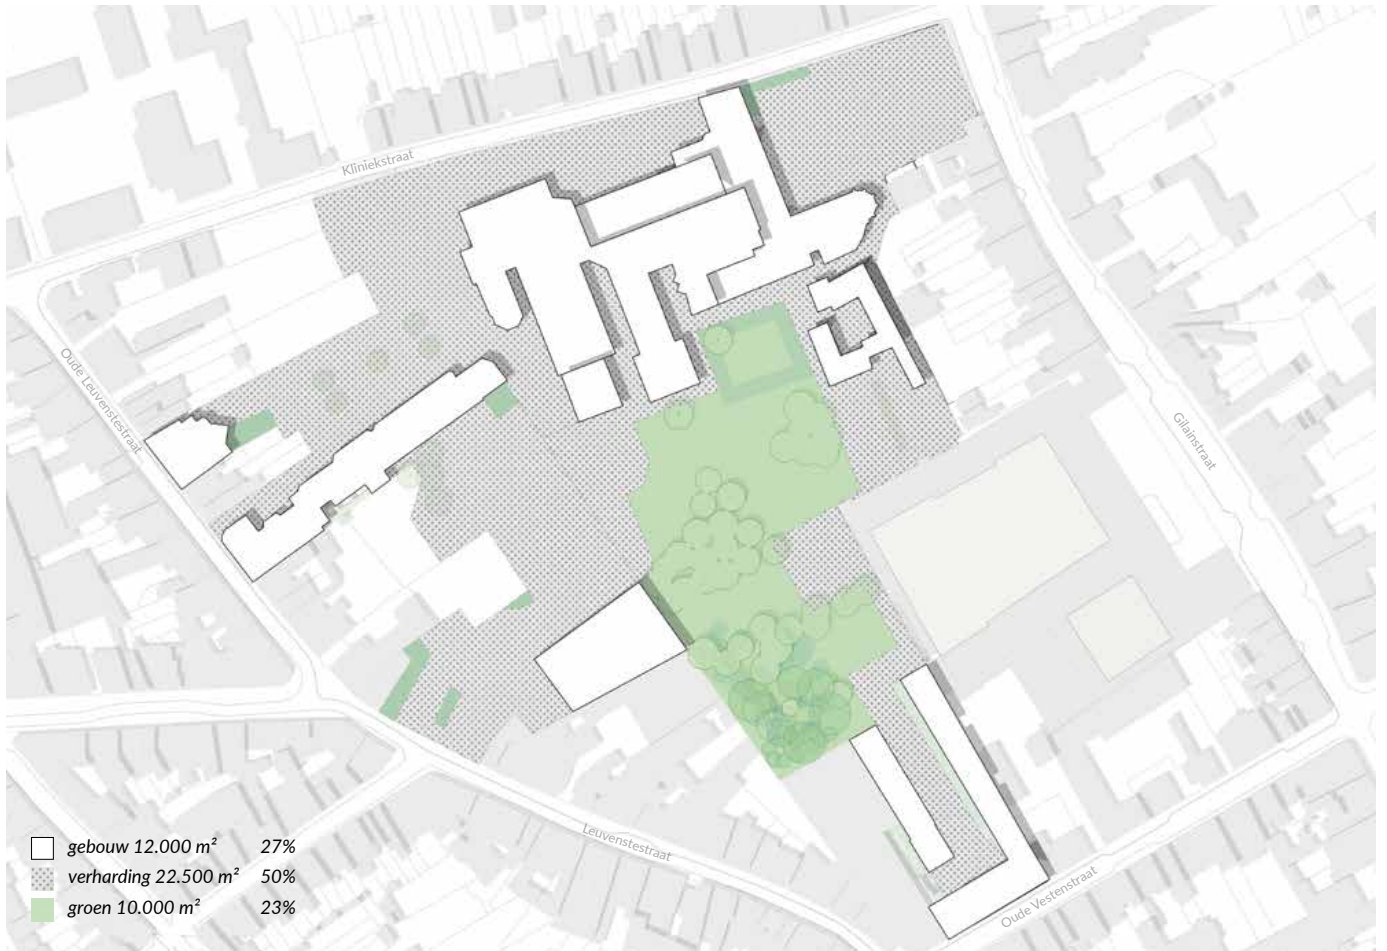 Kliniekstraat
Oude Leuvenstestraat
Gilainstraat
Leuvenstestraat
Oude Vestenstraat
gebouw 12.000 m² 27%
verharding 22.500 m² 50%
groen 10.000 m² 23%